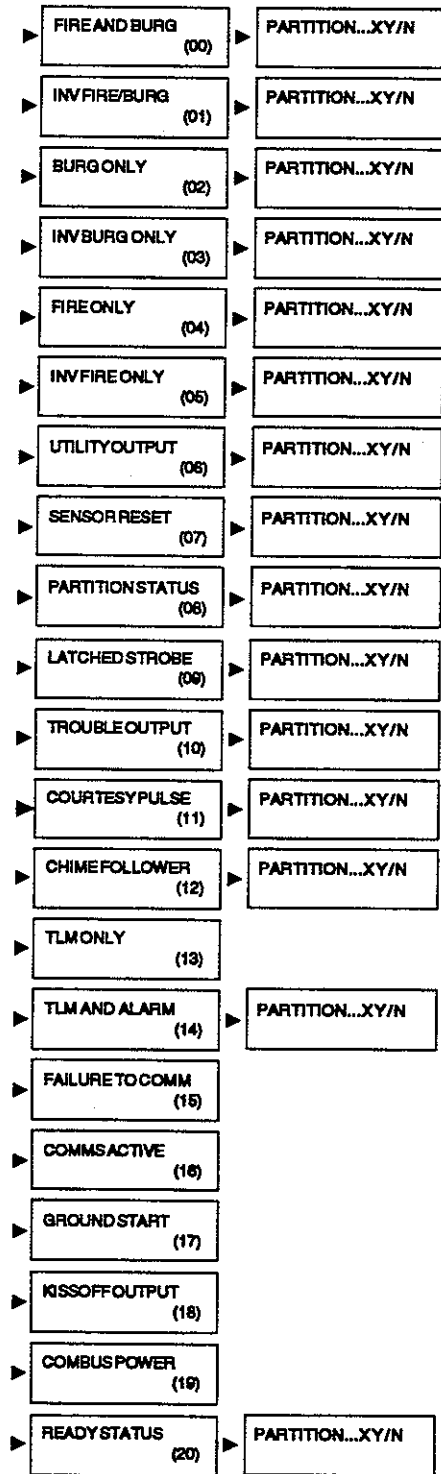 FIRE AND BURG
(00)
PARTITION...XY/N
INV FIRE/BURG
(01)
PARTITION...XY/N
BURG ONLY
(02)
PARTITION...XY/N
INV BURG ONLY
(03)
PARTITION...XY/N
FIRE ONLY
(04)
PARTITION...XY/N
INV FIRE ONLY
(05)
PARTITION...XY/N
UTILITY OUTPUT
(06)
PARTITION...XY/N
SENSOR RESET
(07)
PARTITION...XY/N
PARTITION STATUS
(08)
PARTITION...XY/N
LATCHED STROBE
(09)
PARTITION...XY/N
TROUBLE OUTPUT
(10)
PARTITION...XY/N
COURTESY PULSE
(11)
PARTITION...XY/N
CHIME FOLLOWER
(12)
PARTITION...XY/N
TLM ONLY
(13)
TLM AND ALARM
(14)
PARTITION...XY/N
FAILURE TO COMM
(15)
COMMS ACTIVE
(16)
GROUND START
(17)
KISSOFF OUTPUT
(18)
COMBUS POWER
(19)
READY STATUS
(20)
PARTITION...XY/N